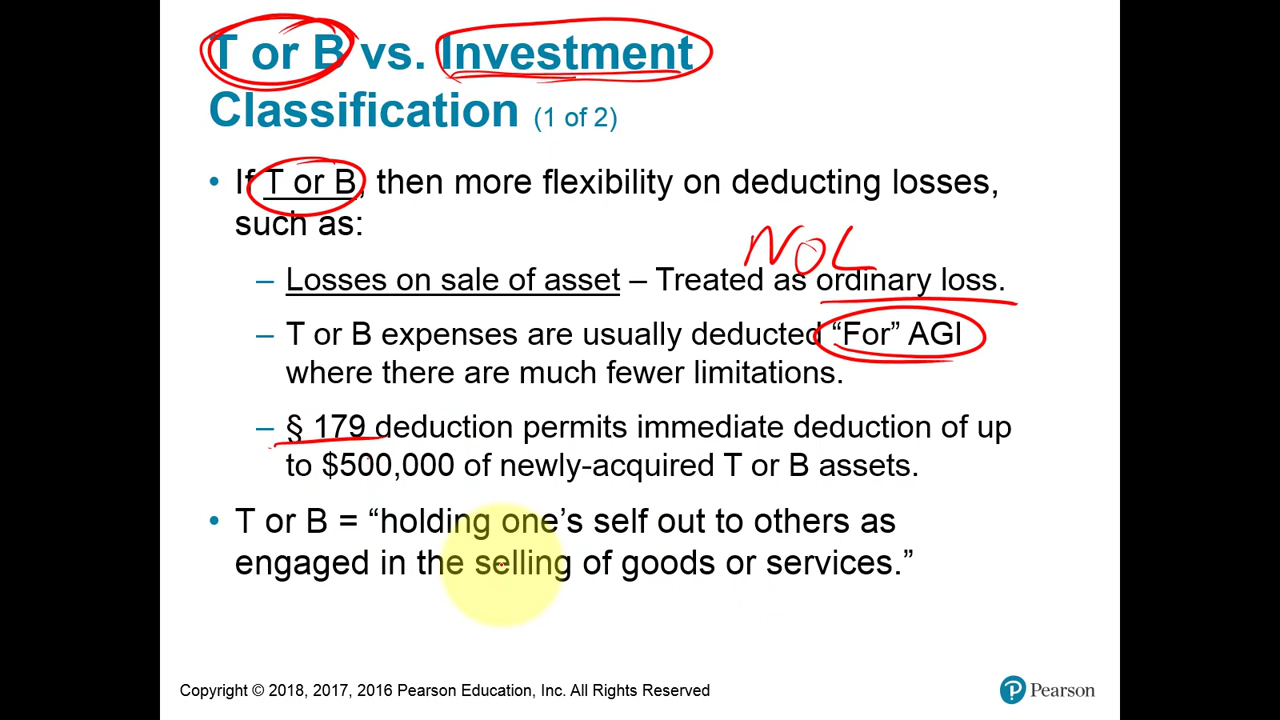 T or B vs. Investment
Classification (1 of 2)
• If T or B, then more flexibility on deducting losses,
such as:
NOL
– Losses on sale of asset – Treated as ordinary loss.
– T or B expenses are usually deducted “For” AGI
where there are much fewer limitations.
– § 179 deduction permits immediate deduction of up
to $500,000 of newly-acquired T or B assets.
• T or B = “holding one’s self out to others as
engaged in the selling of goods or services.”
Copyright © 2018, 2017, 2016 Pearson Education, Inc. All Rights Reserved
P Pearson